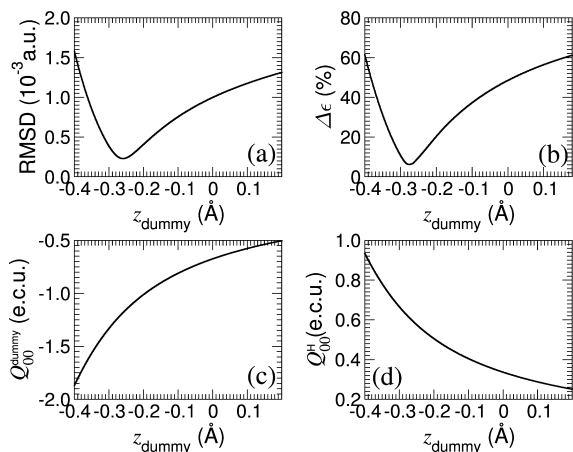 2.0
1.5
1.0
0.5
0.0
RMSD (10⁻³a.u.)
(a)
-0.4 -0.3 -0.2 -0.1 0 0.1
z_dummy (Å)
80
60
40
20
0
Δϵ (%)
(b)
-0.4 -0.3 -0.2 -0.1 0 0.1
z_dummy (Å)
-0.5
-1.0
-1.5
-2.0
Q₀₀^dummy (e.c.u.)
(c)
-0.4 -0.3 -0.2 -0.1 0 0.1
z_dummy (Å)
1.0
0.8
0.6
0.4
0.2
Q₀₀^H (e.c.u.)
(d)
-0.4 -0.3 -0.2 -0.1 0 0.1
z_dummy (Å)